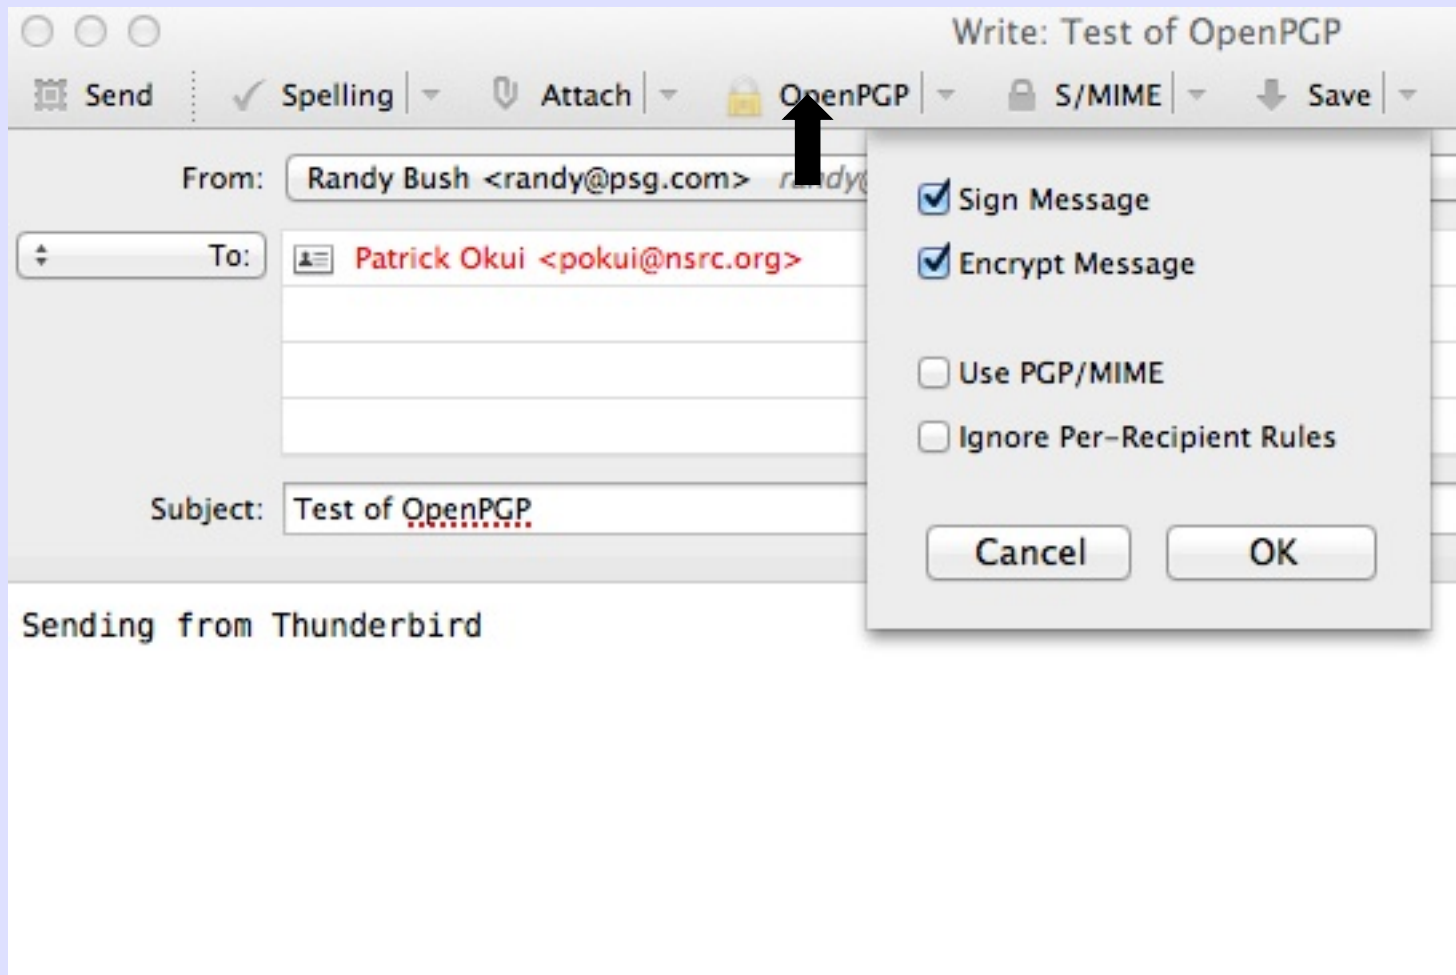 Write: Test of OpenPGP
Send Spelling Attach OpenPGP S/MIME Save
From: Randy Bush <randy@psg.com>
To: Patrick Okui <pokui@nsrc.org>
Subject: Test of OpenPGP
Sending from Thunderbird
Sign Message
Encrypt Message
Use PGP/MIME
Ignore Per-Recipient Rules
Cancel OK